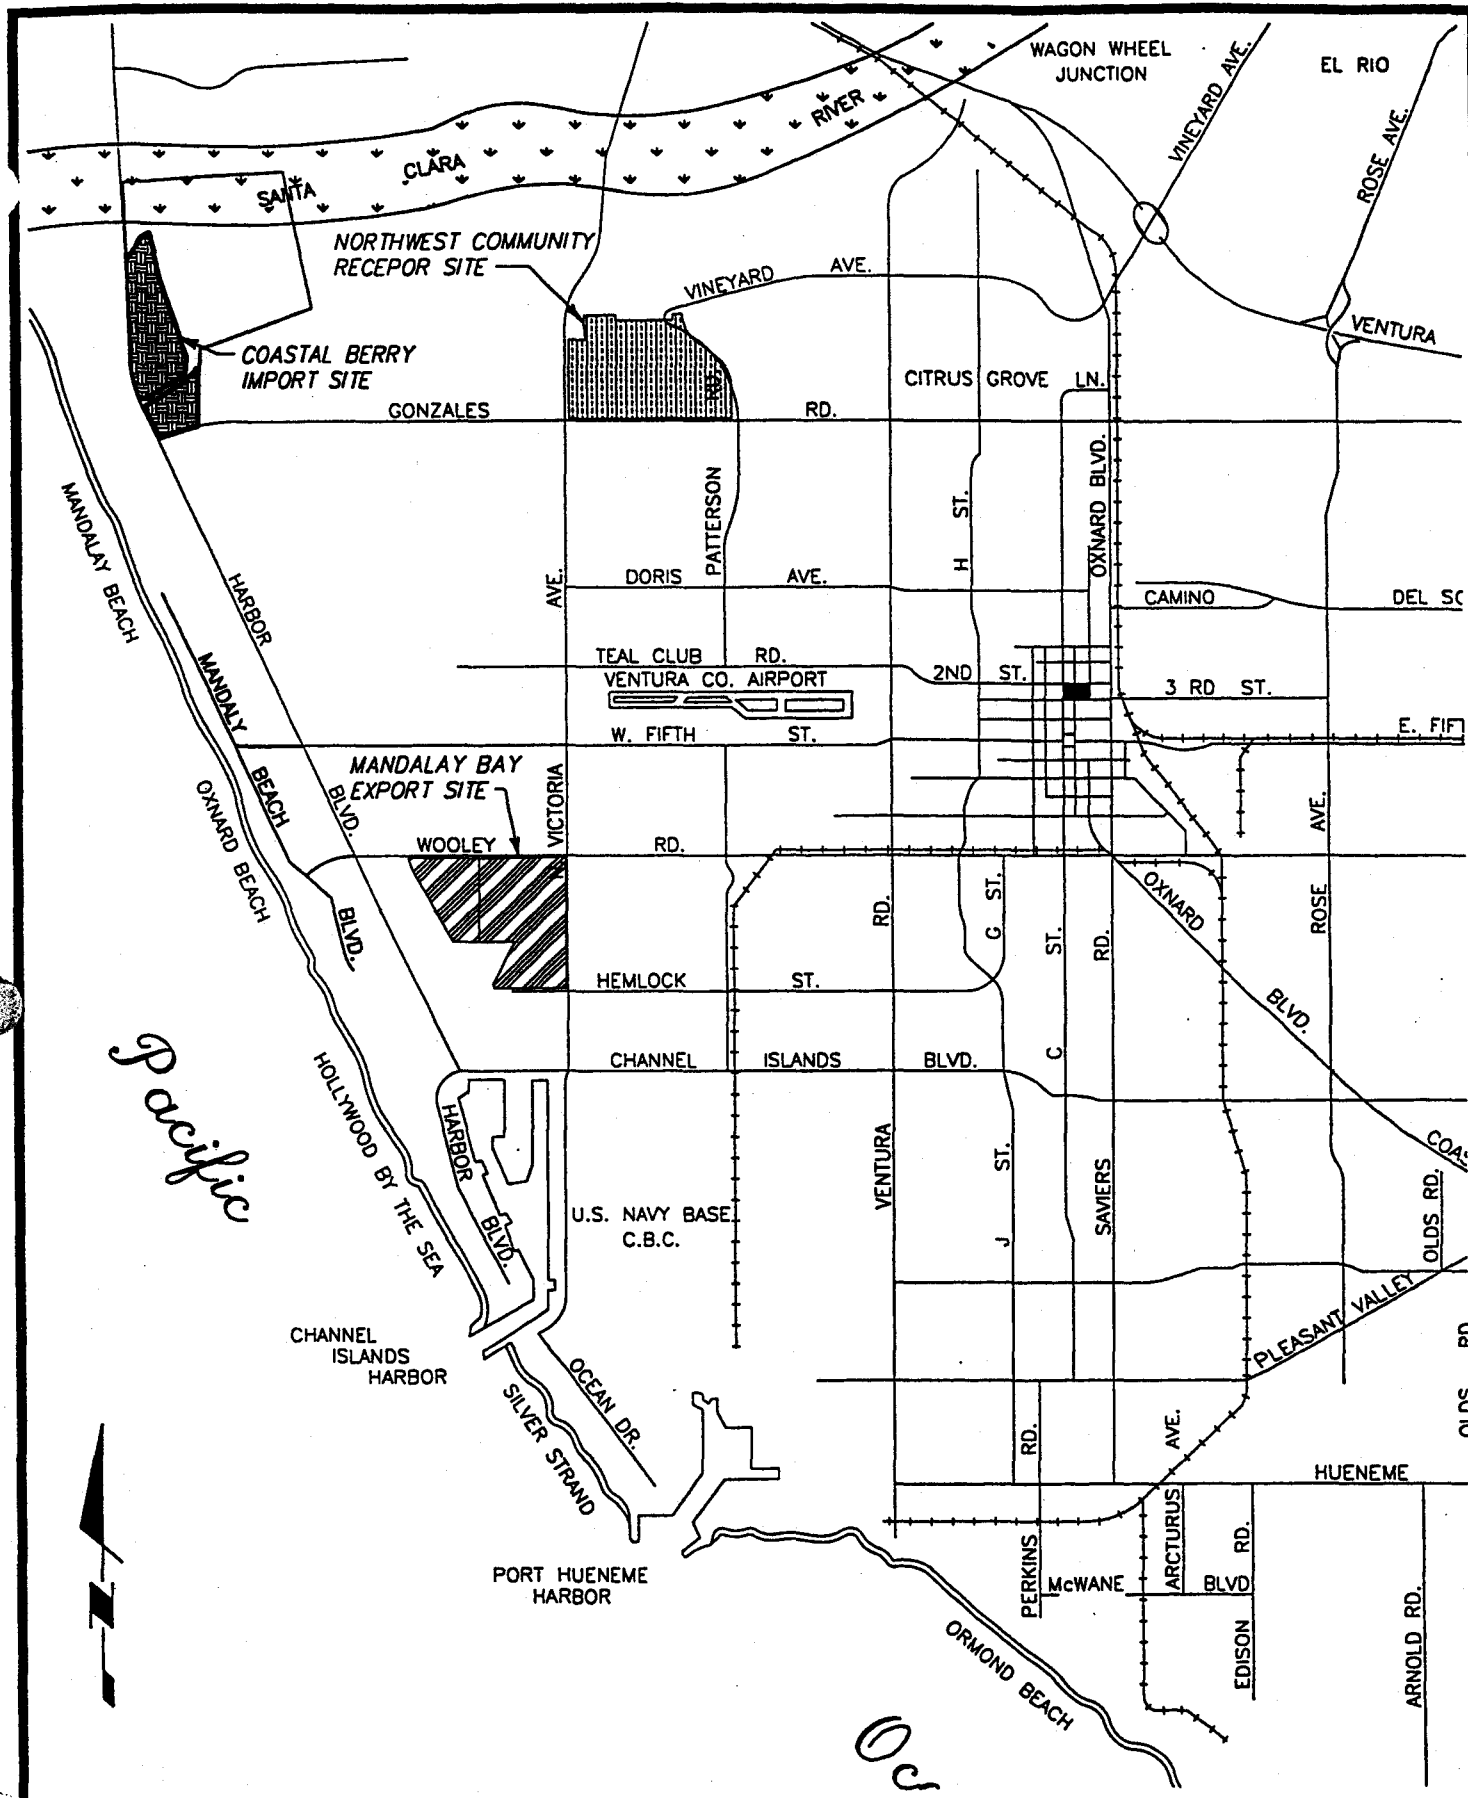 WAGON WHEEL
JUNCTION
EL RIO
VINEYARD AVE.
ROSE AVE.
SANTA CLARA RIVER
NORTHWEST COMMUNITY
RECEPOR SITE
VINEYARD AVE.
VENTURA
COASTAL BERRY
IMPORT SITE
CITRUS GROVE LN.
GONZALES RD.
RD.
PATTERSON
H ST.
OXNARD BLVD.
MANDALAY BEACH
HARBOR BLVD.
AVE.
DORIS AVE.
CAMINO DEL SO
TEAL CLUB RD.
VENTURA CO. AIRPORT
2ND ST.
3 RD ST.
W. FIFTH ST.
E. FIFT
MANDALY BEACH BLVD.
MANDALAY BAY
EXPORT SITE
N. VICTORIA
OXNARD BEACH
WOOLEY RD.
ROSE AVE.
RD.
G ST.
C ST.
RD.
OXNARD BLVD.
HEMLOCK ST.
CHANNEL ISLANDS BLVD.
Pacific
HOLLYWOOD BY THE SEA
HARBOR BLVD.
U.S. NAVY BASE
C.B.C.
VENTURA
J ST.
SAVIERS
COAS
OLDS RD.
PLEASANT VALLEY
OLDS RD
CHANNEL
ISLANDS
HARBOR
OCEAN DR.
SILVER STRAND
RD.
AVE.
HUENEME
PORT HUENEME
HARBOR
PERKINS
McWANE BLVD
ARCTURUS
EDISON RD.
ARNOLD RD.
ORMOND BEACH
N
Oc